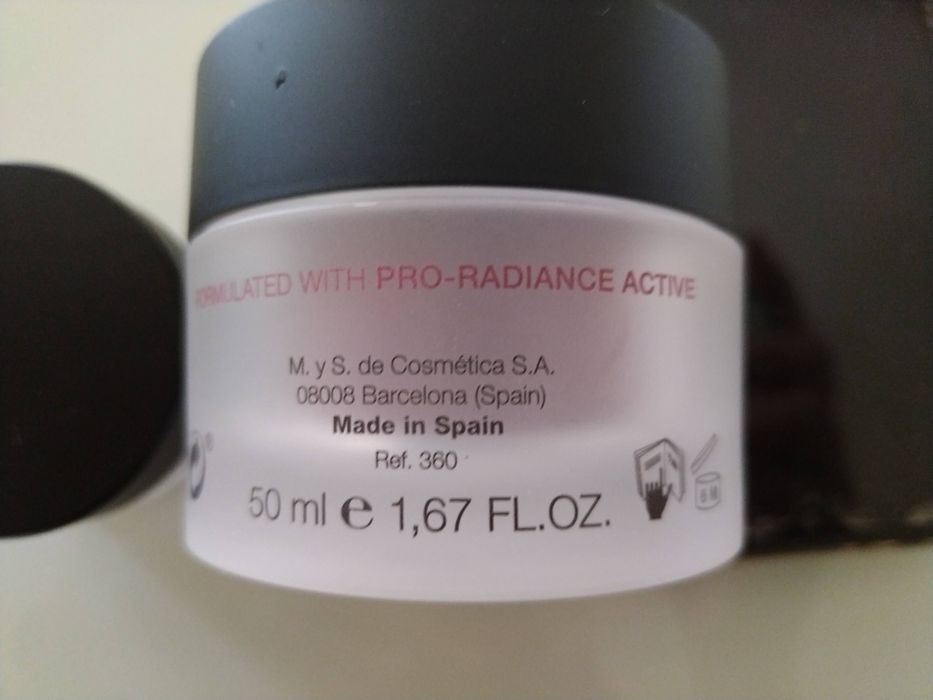 FORMULATED WITH PRO-RADIANCE ACTIVE
M. y S. de Cosmética S.A.
08008 Barcelona (Spain)
Made in Spain
Ref. 360
50 ml e 1,67 FL.OZ.